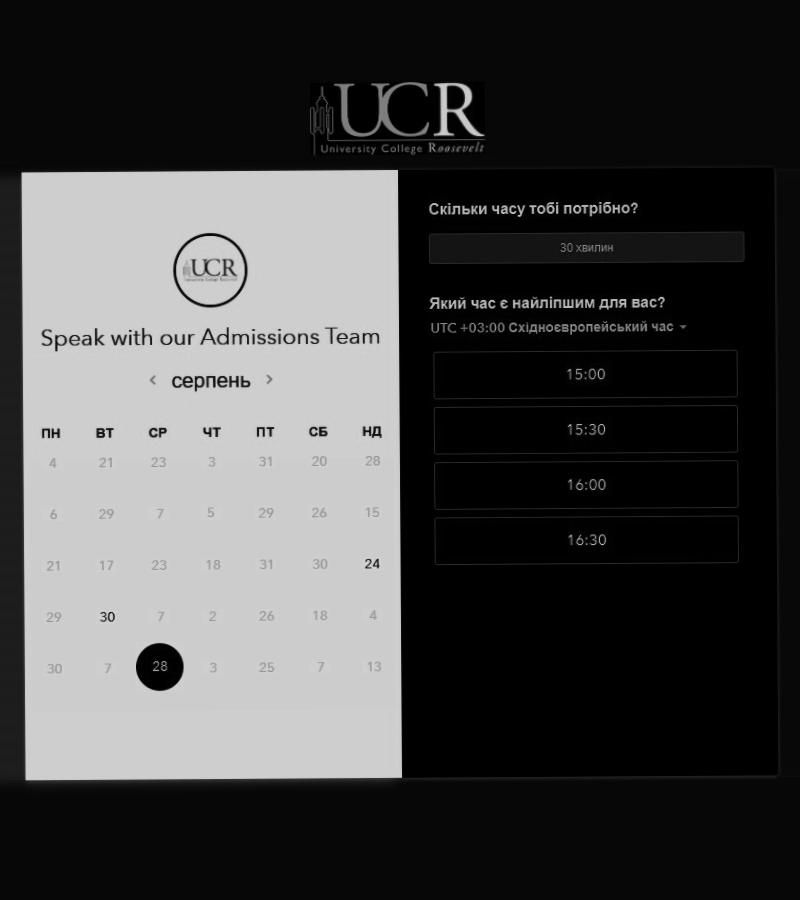 UCR
University College Roosevelt
UCR
Speak with our Admissions Team
серпень
ПН ВТ СР ЧТ ПТ СБ НД
4 21 23 3 31 20 28
6 29 7 5 29 26 15
21 17 23 18 31 30 24
29 30 7 2 26 18 4
30 7 28 3 25 7 13
Скільки часу тобі потрібно?
30 хвилин
Який час є найліпшим для вас?
UTC +03:00 Східноєвропейський час
15:00
15:30
16:00
16:30